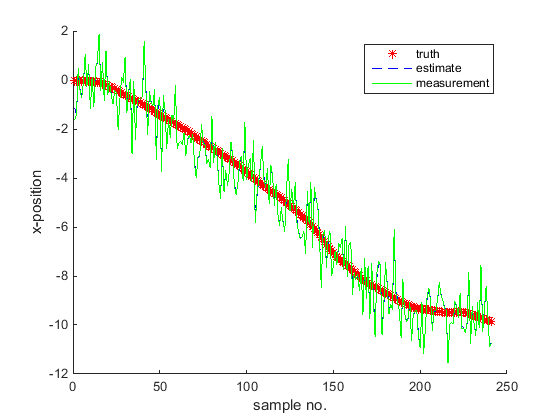 2
0
-2
-4
-6
-8
-10
-12
x-position
0
50
100
150
200
250
sample no.
truth
estimate
measurement